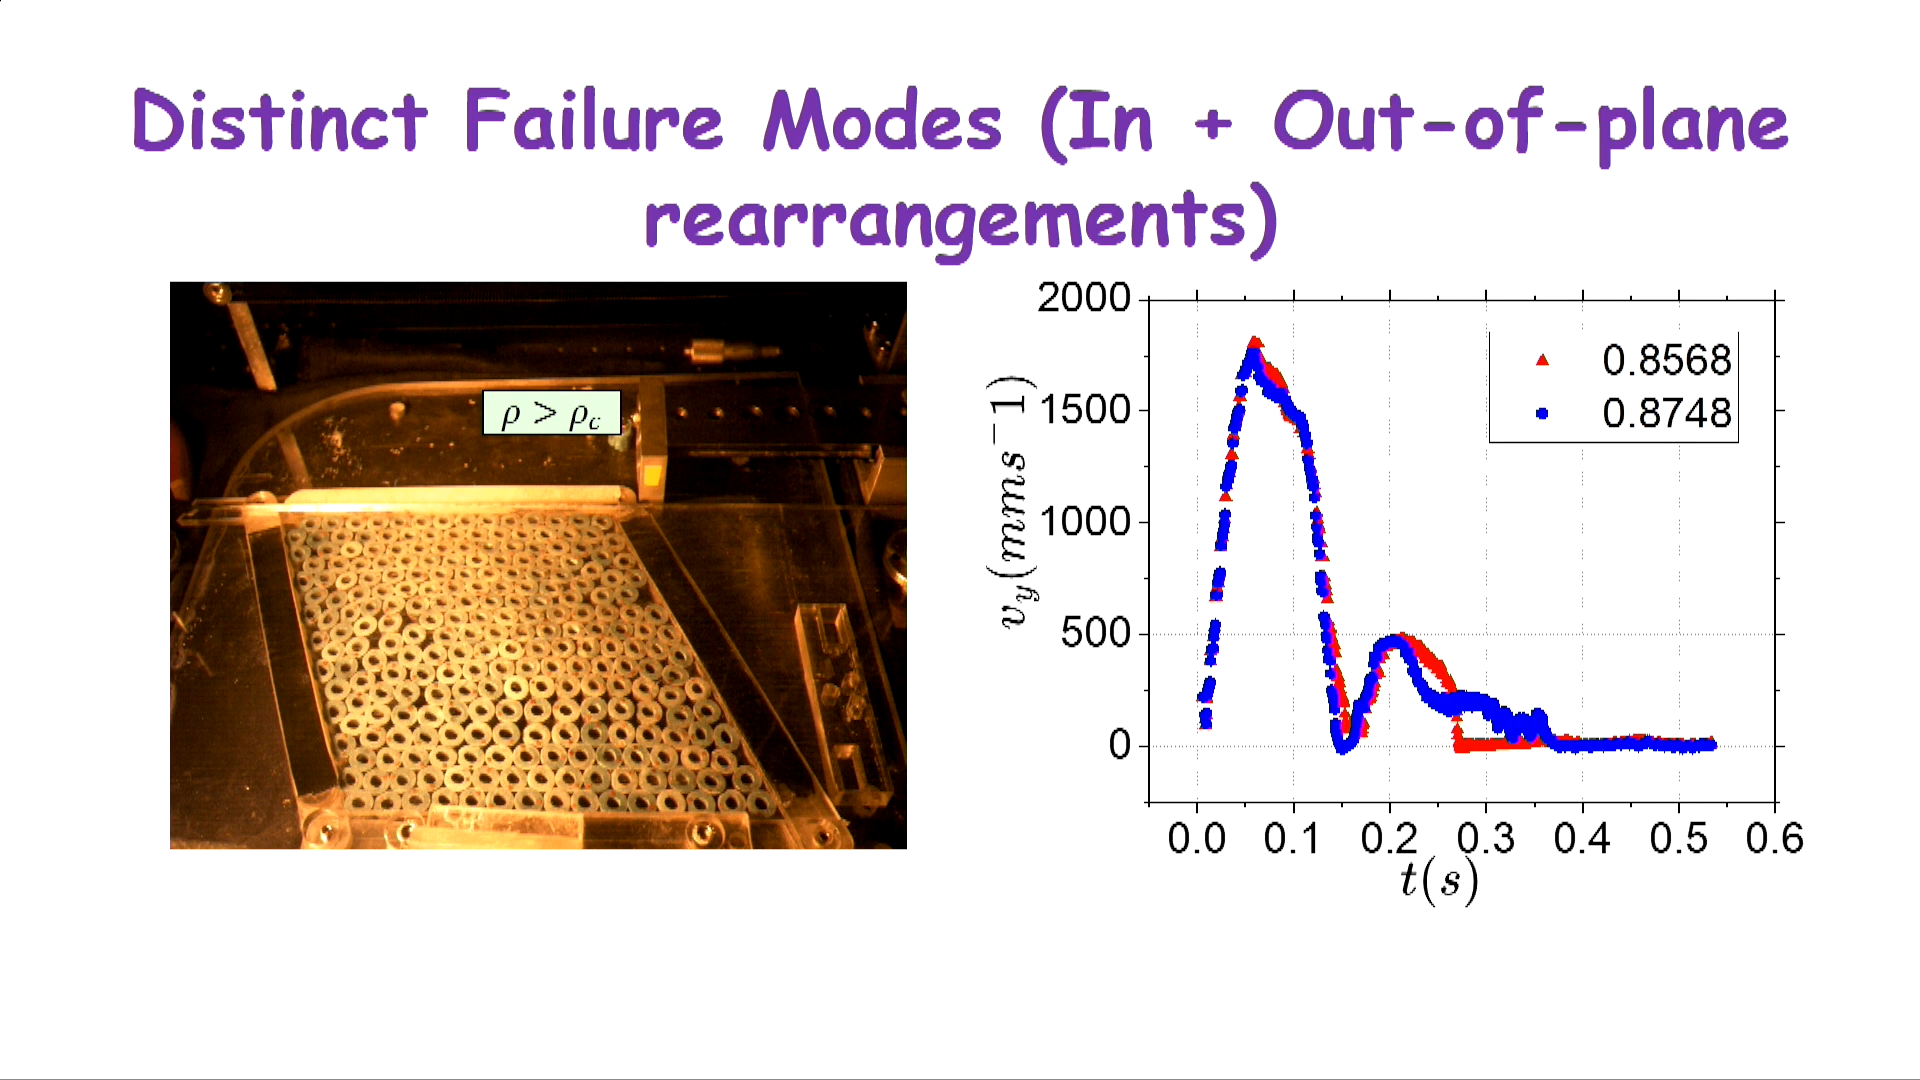 Distinct Failure Modes (In + Out-of-plane
rearrangements)
ρ > ρc
2000
1500
1000
500
0
v_y(mms^-1)
0.8568
0.8748
0.0 0.1 0.2 0.3 0.4 0.5 0.6
t(s)